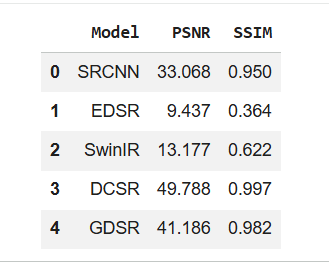 Model PSNR SSIM
0 SRCNN 33.068 0.950
1 EDSR 9.437 0.364
2 SwinIR 13.177 0.622
3 DCSR 49.788 0.997
4 GDSR 41.186 0.982